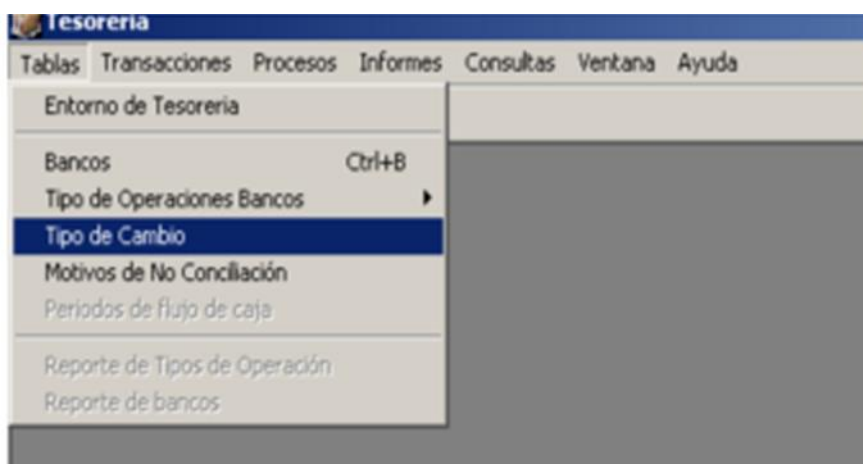 Tesoreria
Tablas Transacciones Procesos Informes Consultas Ventana Ayuda
Entorno de Tesoreria
Bancos Ctrl+B
Tipo de Operaciones Bancos
Tipo de Cambio
Motivos de No Conciliación
Periodos de flujo de caja
Reporte de Tipos de Operación
Reporte de bancos